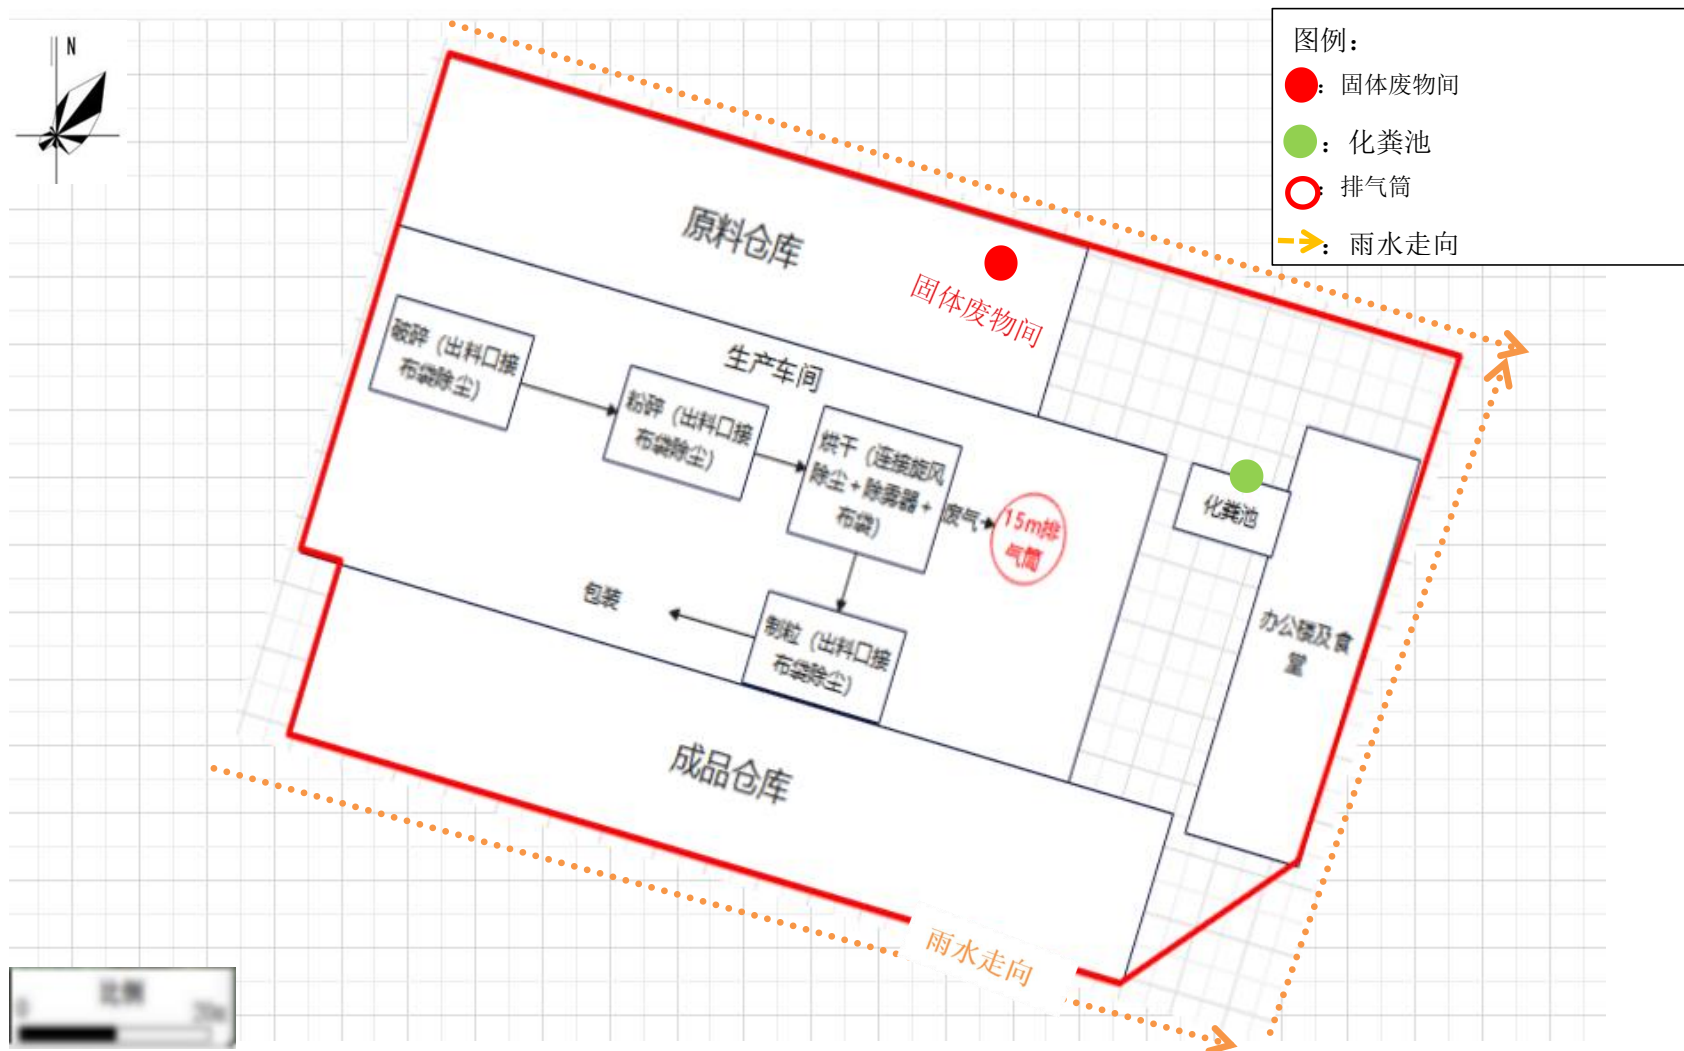 N
图例：
：固体废物间
：化粪池
：排气筒
：雨水走向
原料仓库
固体废物间
生产车间
破碎（出料口接
布袋除尘）
粉碎（出料口接
布袋除尘）
烘干（连接旋风
除尘+除雾器+
布袋）
废气
15m排
气筒
化粪池
包装
制粒（出料口接
布袋除尘）
办公楼及食
堂
成品仓库
雨水走向
比例
0
20m